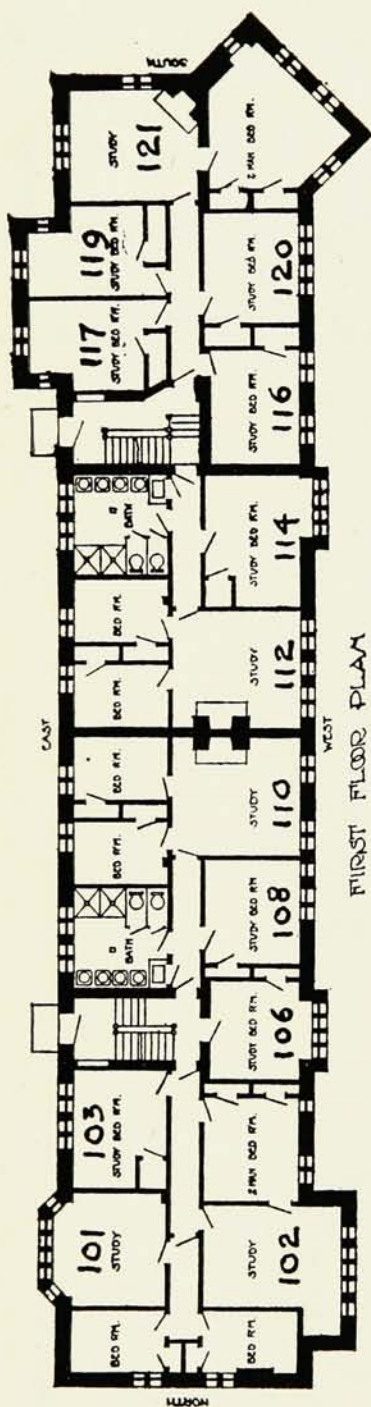 SOUTH
EAST
WEST
NORTH
STUDY
121
STUDY BED RM.
119
STUDY BED RM.
117
2 MAN BED RM.
STUDY BED RM.
120
STUDY BED RM.
116
BATH
STUDY BED RM.
114
BED RM.
BED RM.
STUDY
112
BED RM.
BED RM.
STUDY
110
BATH
STUDY BED RM
108
STUDY BED RM.
106
103
STUDY BED RM.
2 MAN BED RM.
101
STUDY
STUDY
102
BED RM.
BED RM.
FIRST FLOOR PLAN